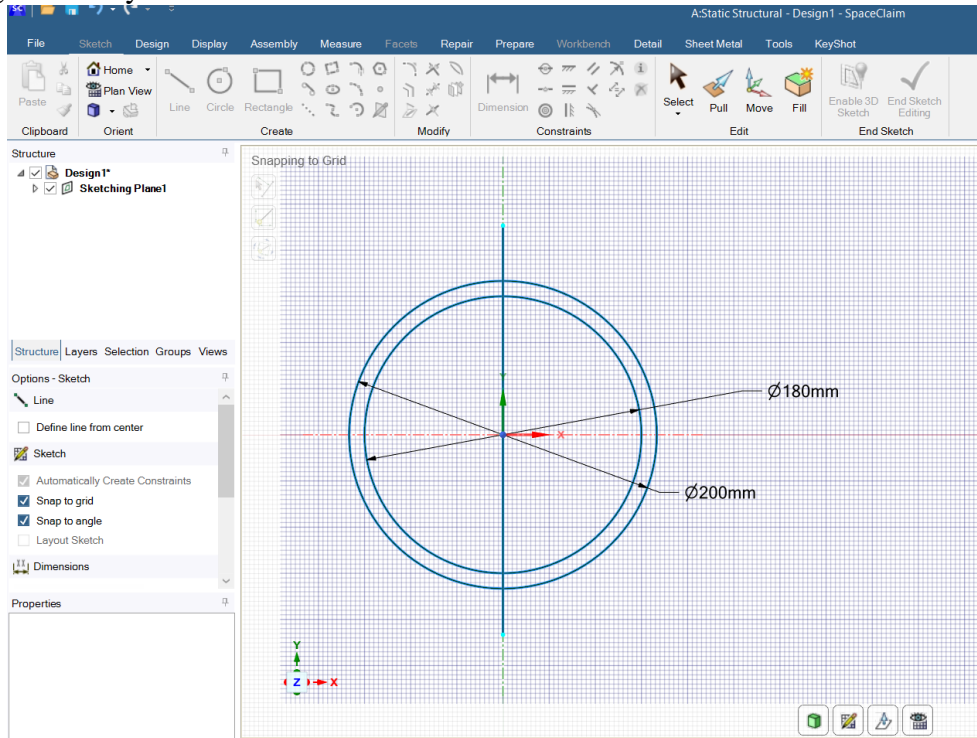 A:Static Structural - Design1 - SpaceClaim
File Sketch Design Display Assembly Measure Facets Repair Prepare Workbench Detail Sheet Metal Tools KeyShot
Home
Plan View
Paste
Line Circle Rectangle
Dimension
Select Pull Move Fill
Enable 3D Sketch
End Sketch Editing
Clipboard Orient Create Modify Constraints Edit End Sketch
Structure
Design1*
Sketching Plane1
Structure Layers Selection Groups Views
Options - Sketch
Line
Define line from center
Sketch
Automatically Create Constraints
Snap to grid
Snap to angle
Layout Sketch
Dimensions
Properties
Snapping to Grid
Y
X
Ø180mm
Ø200mm
Y
Z X